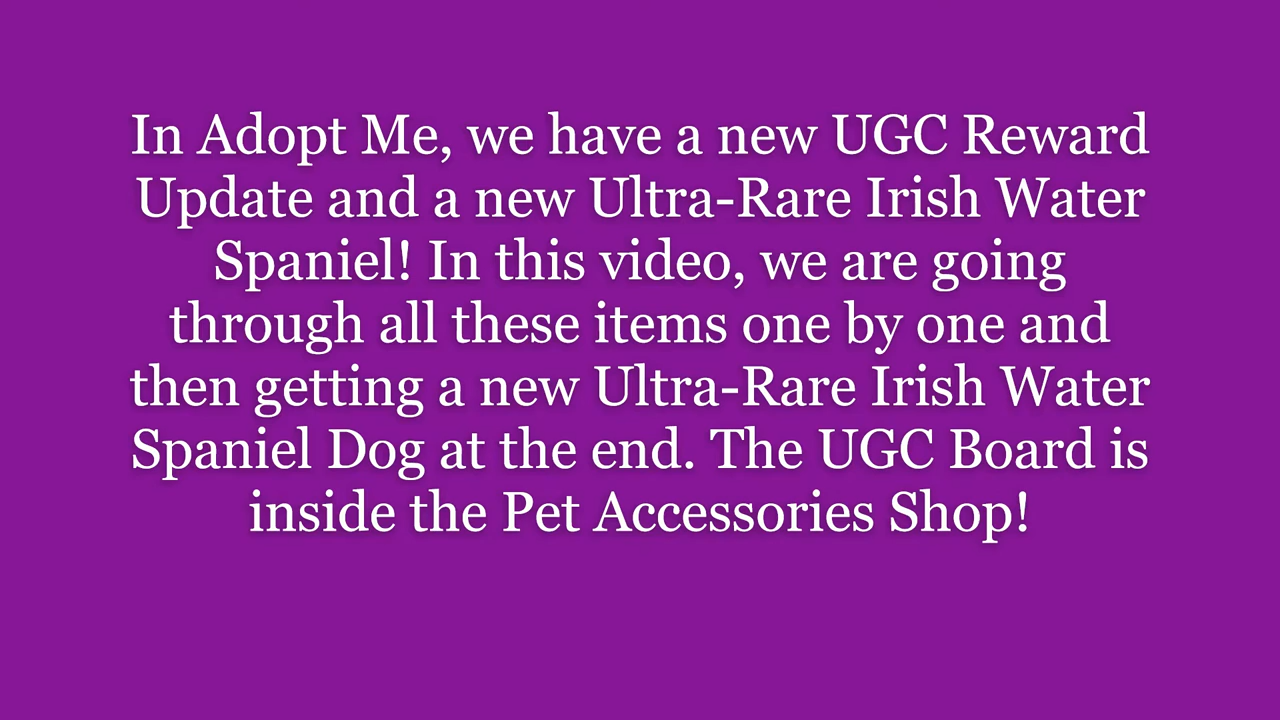 In Adopt Me, we have a new UGC Reward
Update and a new Ultra-Rare Irish Water
Spaniel! In this video, we are going
through all these items one by one and
then getting a new Ultra-Rare Irish Water
Spaniel Dog at the end. The UGC Board is
inside the Pet Accessories Shop!